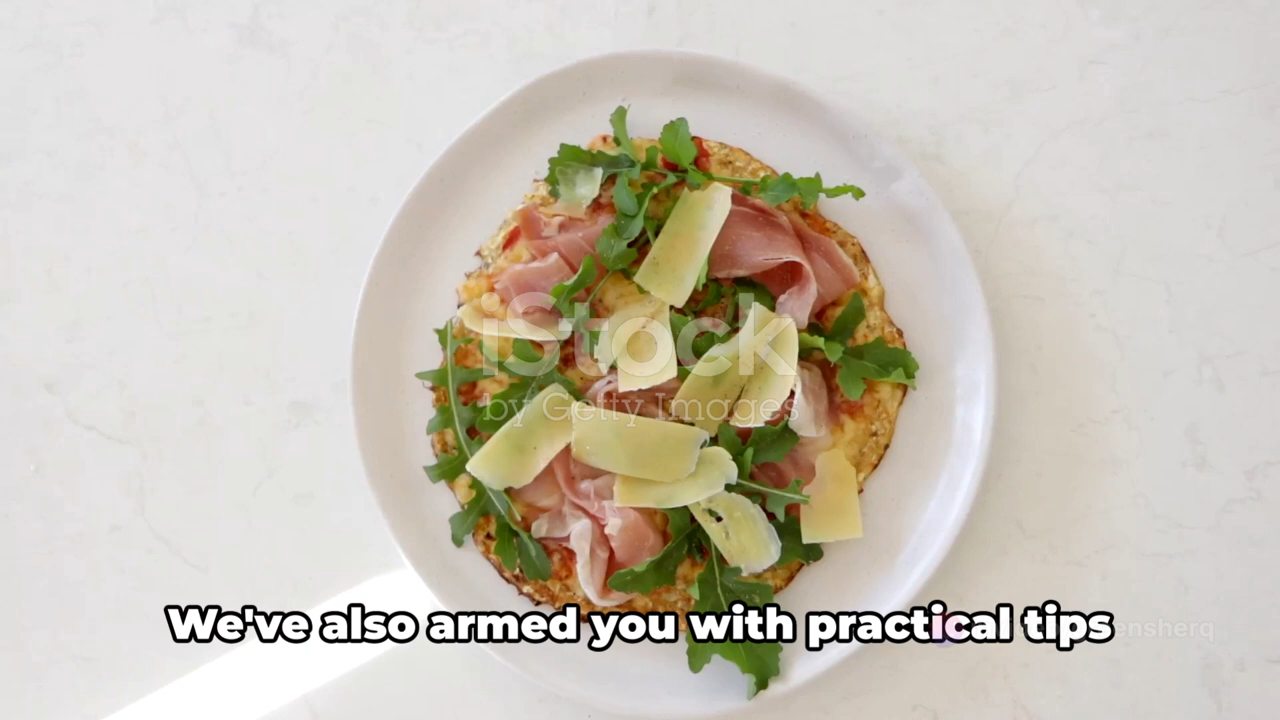 iStock
by Getty Images
We've also armed you with practical tips